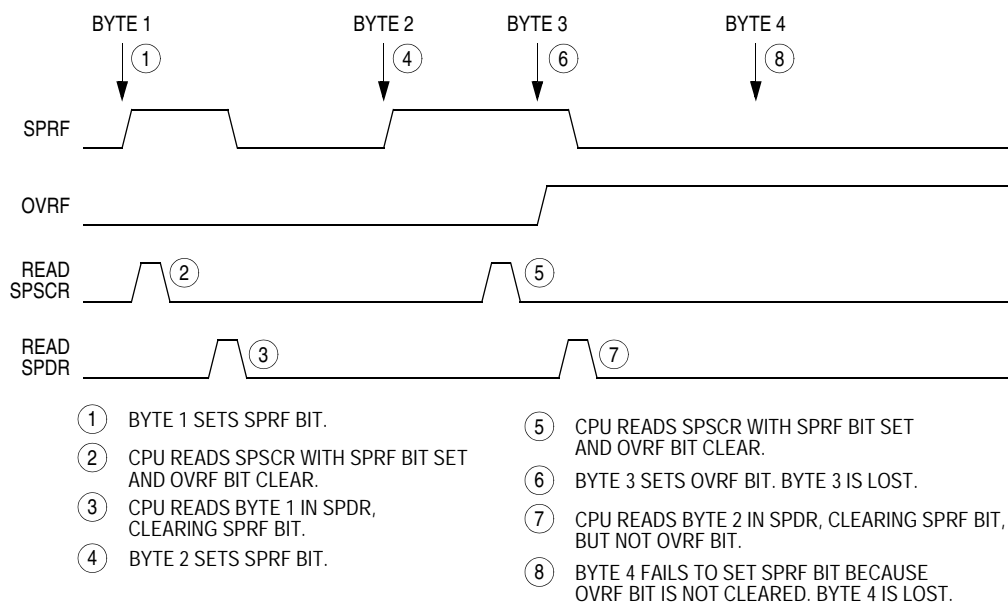 BYTE 1 BYTE 2 BYTE 3 BYTE 4
1 4 6 8
SPRF
OVRF
READ
SPSCR
2 5
READ
SPDR
3 7
1 BYTE 1 SETS SPRF BIT.
2 CPU READS SPSCR WITH SPRF BIT SET
AND OVRF BIT CLEAR.
3 CPU READS BYTE 1 IN SPDR,
CLEARING SPRF BIT.
4 BYTE 2 SETS SPRF BIT.
5 CPU READS SPSCR WITH SPRF BIT SET
AND OVRF BIT CLEAR.
6 BYTE 3 SETS OVRF BIT. BYTE 3 IS LOST.
7 CPU READS BYTE 2 IN SPDR, CLEARING SPRF BIT,
BUT NOT OVRF BIT.
8 BYTE 4 FAILS TO SET SPRF BIT BECAUSE
OVRF BIT IS NOT CLEARED. BYTE 4 IS LOST.